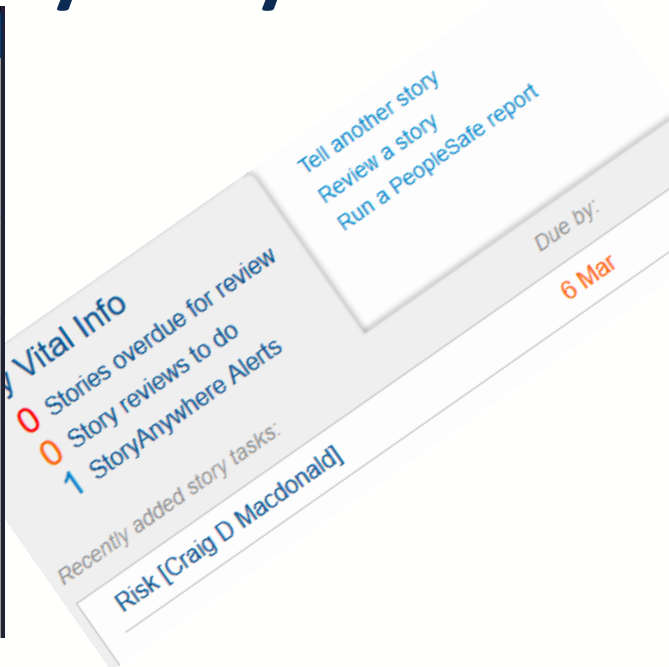 Tell another story
Review a story
Run a PeopleSafe report
y Vital Info
0 Stories overdue for review
0 Story reviews to do
1 StoryAnywhere Alerts
Recently added story tasks:
Due by:
Risk [Craig D Macdonald]
6 Mar